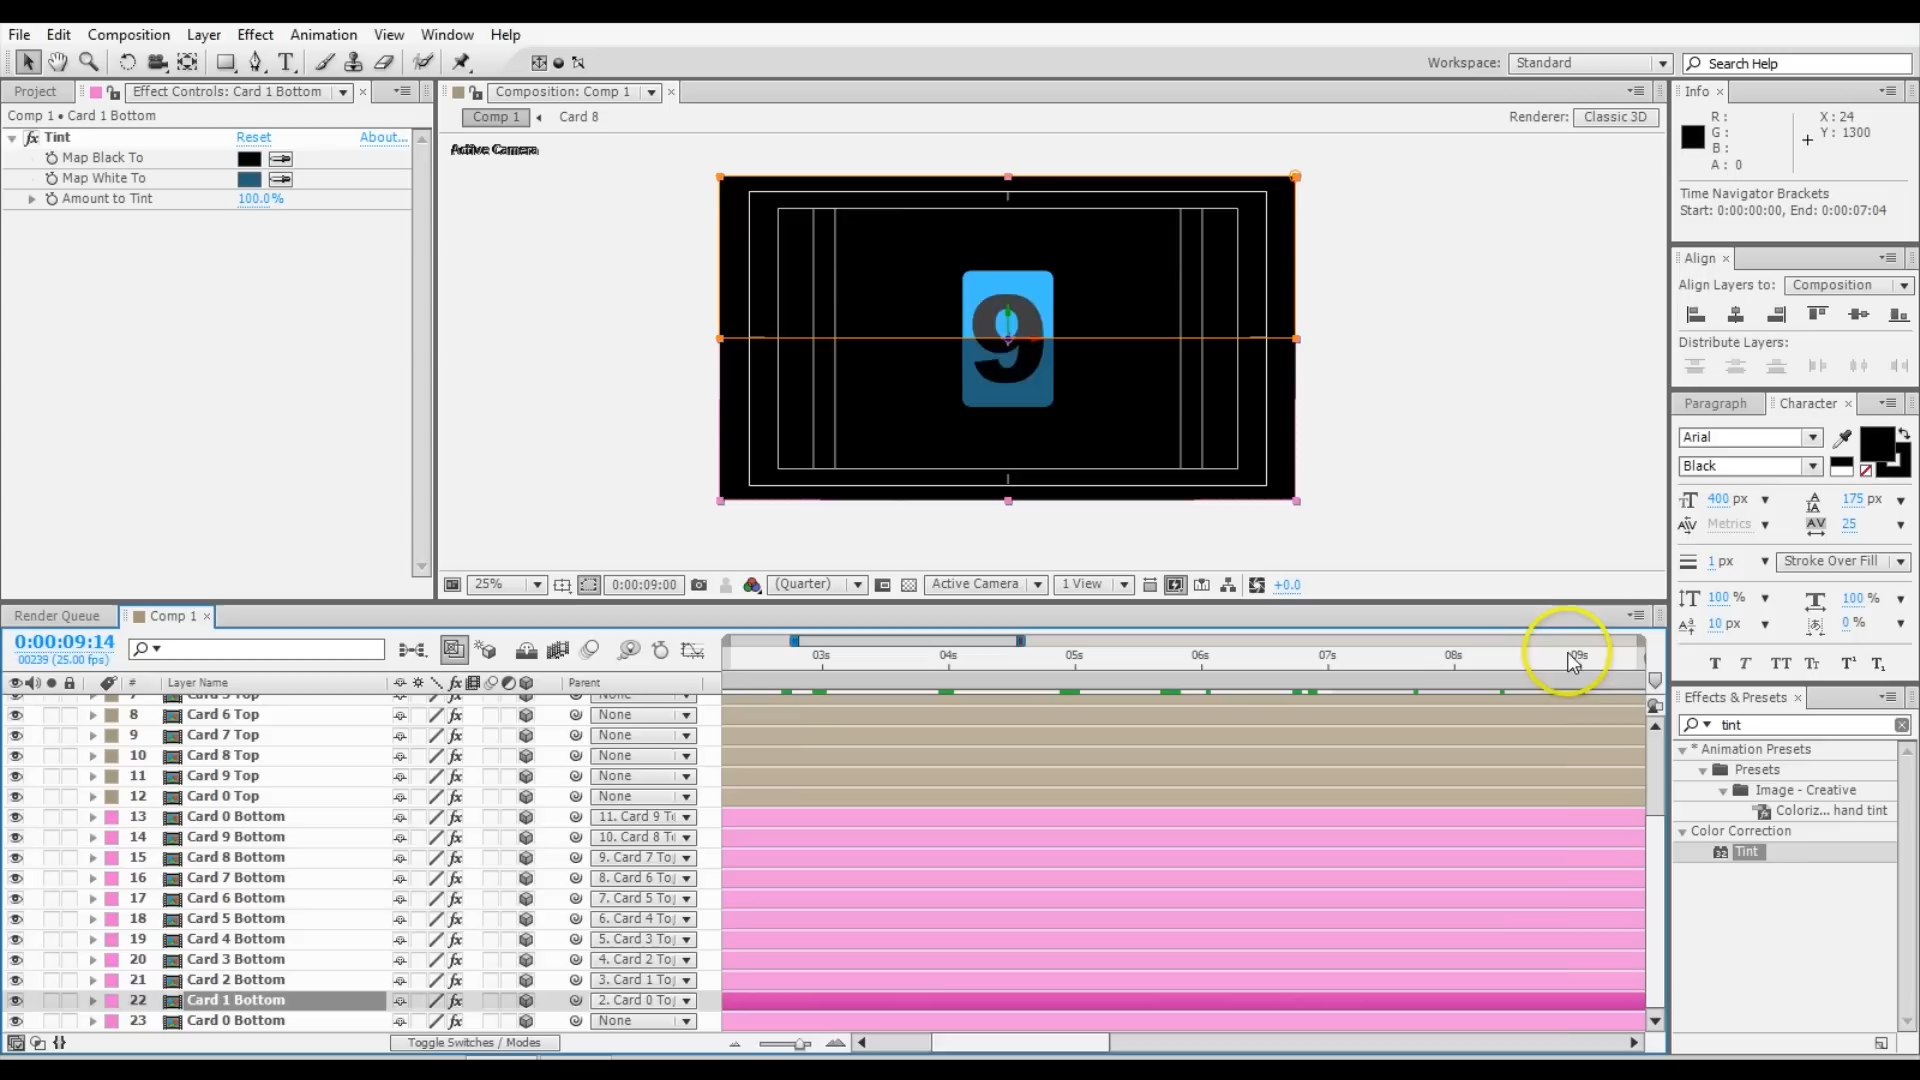 File Edit Composition Layer Effect Animation View Window Help
Workspace: Standard Search Help
Project Effect Controls: Card 1 Bottom
Comp 1 • Card 1 Bottom
fx Tint Reset About...
Map Black To
Map White To
Amount to Tint 100.0%
Composition: Comp 1
Comp 1 Card 8 Renderer: Classic 3D
Active Camera
9
25% 0:00:09:00 (Quarter) Active Camera 1 View +0.0
Info
R: X: 24
G: Y: 1300
B:
A: 0
Time Navigator Brackets
Start: 0:00:00:00, End: 0:00:07:04
Align
Align Layers to: Composition
Distribute Layers:
Paragraph Character
Arial
Black
400 px 175 px
Metrics 25
1 px Stroke Over Fill
100 % 100 %
10 px 0 %
T T TT Tr T¹ T₁
Effects & Presets
tint
* Animation Presets
Presets
Image - Creative
Coloriz... hand tint
Color Correction
Tint
Render Queue Comp 1
0:00:09:14
00239 (25.00 fps)
03s 04s 05s 06s 07s 08s 09s
# Layer Name Parent
8 Card 6 Top None
9 Card 7 Top None
10 Card 8 Top None
11 Card 9 Top None
12 Card 0 Top None
13 Card 0 Bottom 11. Card 9 T
14 Card 9 Bottom 10. Card 8 T
15 Card 8 Bottom 9. Card 7 To
16 Card 7 Bottom 8. Card 6 To
17 Card 6 Bottom 7. Card 5 To
18 Card 5 Bottom 6. Card 4 To
19 Card 4 Bottom 5. Card 3 To
20 Card 3 Bottom 4. Card 2 To
21 Card 2 Bottom 3. Card 1 To
22 Card 1 Bottom 2. Card 0 To
23 Card 0 Bottom None
Toggle Switches / Modes